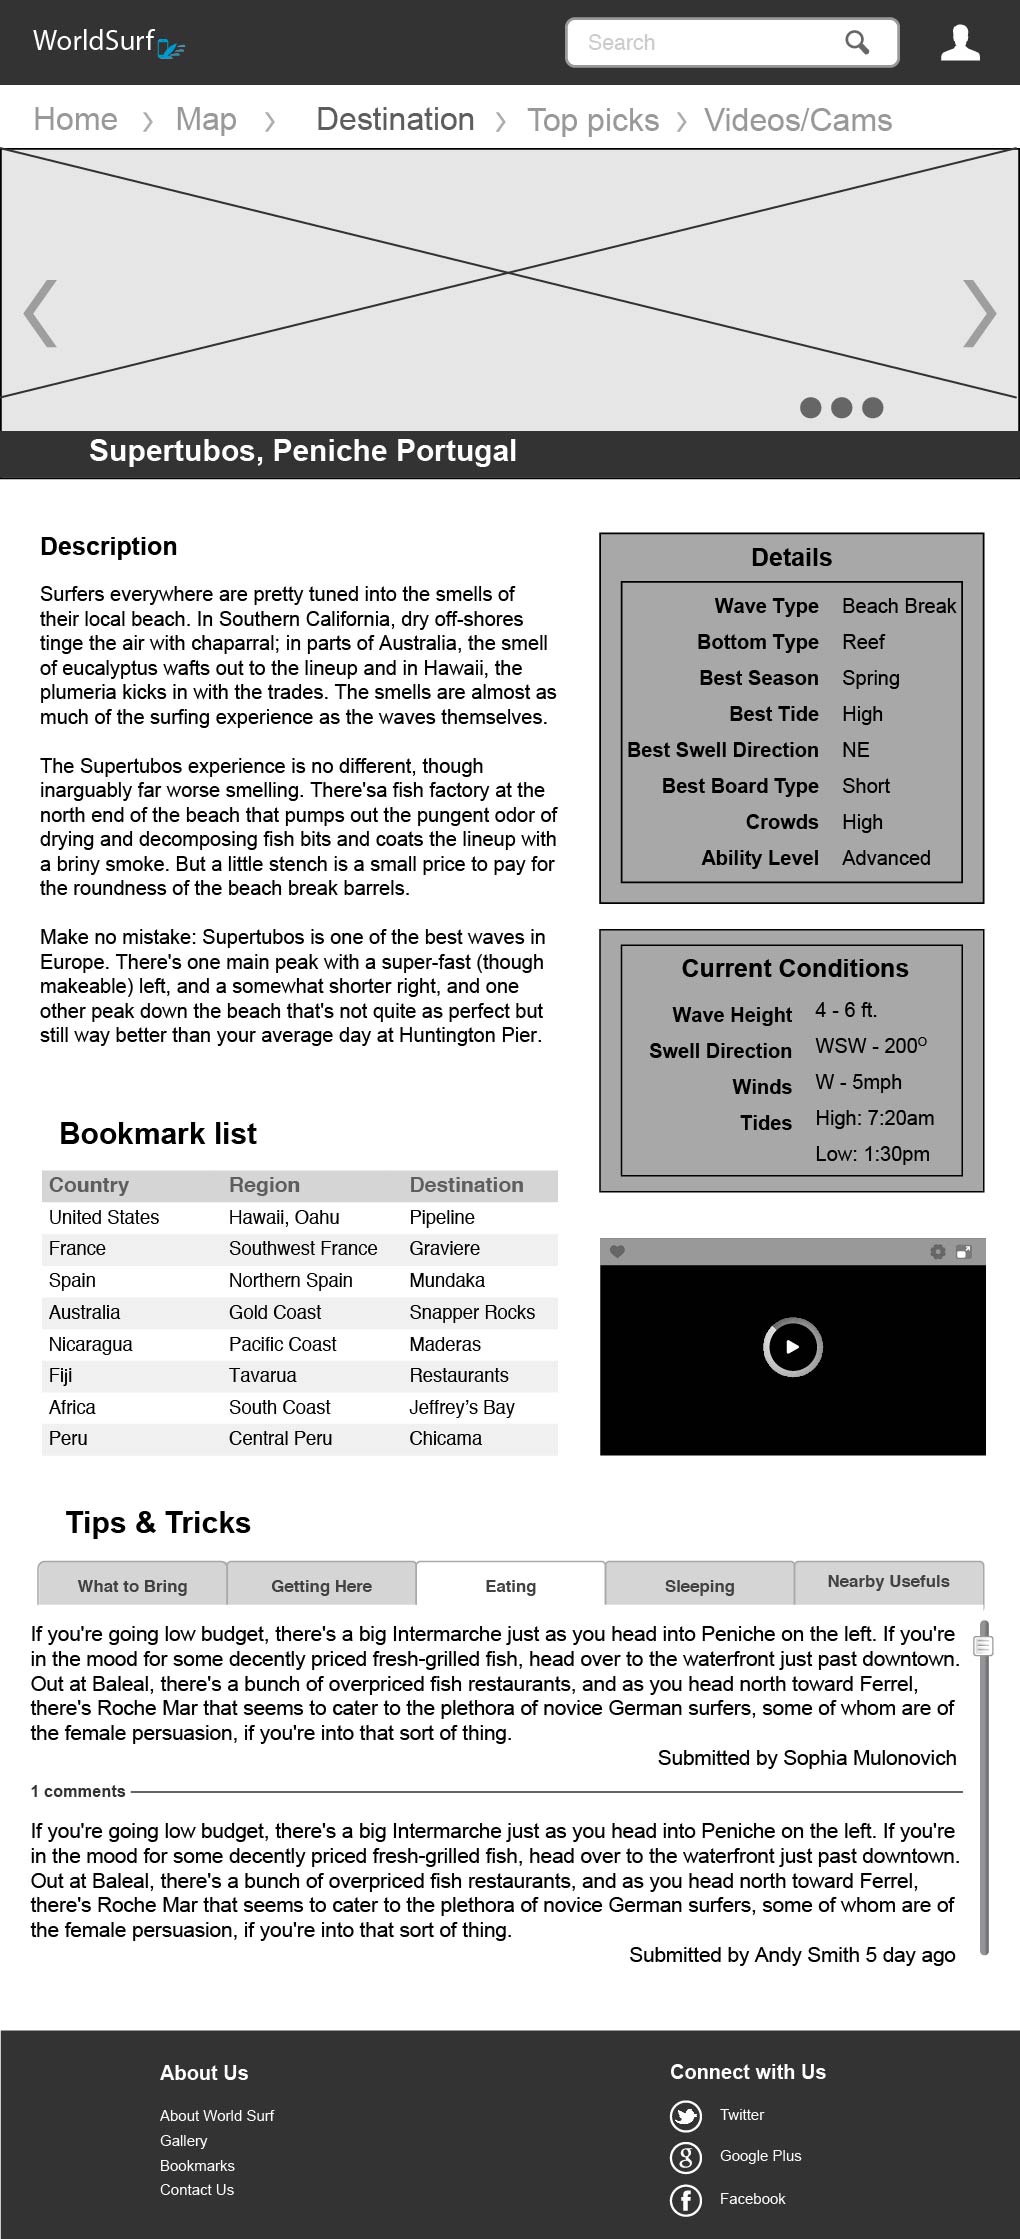 WorldSurf
Search
Home › Map › Destination › Top picks › Videos/Cams
Supertubos, Peniche Portugal
Description
Surfers everywhere are pretty tuned into the smells of
their local beach. In Southern California, dry off-shores
tinge the air with chaparral; in parts of Australia, the smell
of eucalyptus wafts out to the lineup and in Hawaii, the
plumeria kicks in with the trades. The smells are almost as
much of the surfing experience as the waves themselves.
The Supertubos experience is no different, though
inarguably far worse smelling. There'sa fish factory at the
north end of the beach that pumps out the pungent odor of
drying and decomposing fish bits and coats the lineup with
a briny smoke. But a little stench is a small price to pay for
the roundness of the beach break barrels.
Make no mistake: Supertubos is one of the best waves in
Europe. There's one main peak with a super-fast (though
makeable) left, and a somewhat shorter right, and one
other peak down the beach that's not quite as perfect but
still way better than your average day at Huntington Pier.
Details
Wave Type Beach Break
Bottom Type Reef
Best Season Spring
Best Tide High
Best Swell Direction NE
Best Board Type Short
Crowds High
Ability Level Advanced
Current Conditions
Wave Height 4 - 6 ft.
Swell Direction WSW - 200º
Winds W - 5mph
Tides High: 7:20am
Low: 1:30pm
Bookmark list
Country Region Destination
United States Hawaii, Oahu Pipeline
France Southwest France Graviere
Spain Northern Spain Mundaka
Australia Gold Coast Snapper Rocks
Nicaragua Pacific Coast Maderas
Fiji Tavarua Restaurants
Africa South Coast Jeffrey’s Bay
Peru Central Peru Chicama
Tips & Tricks
What to Bring Getting Here Eating Sleeping Nearby Usefuls
If you're going low budget, there's a big Intermarche just as you head into Peniche on the left. If you're
in the mood for some decently priced fresh-grilled fish, head over to the waterfront just past downtown.
Out at Baleal, there's a bunch of overpriced fish restaurants, and as you head north toward Ferrel,
there's Roche Mar that seems to cater to the plethora of novice German surfers, some of whom are of
the female persuasion, if you're into that sort of thing.
Submitted by Sophia Mulonovich
1 comments
If you're going low budget, there's a big Intermarche just as you head into Peniche on the left. If you're
in the mood for some decently priced fresh-grilled fish, head over to the waterfront just past downtown.
Out at Baleal, there's a bunch of overpriced fish restaurants, and as you head north toward Ferrel,
there's Roche Mar that seems to cater to the plethora of novice German surfers, some of whom are of
the female persuasion, if you're into that sort of thing.
Submitted by Andy Smith 5 day ago
About Us
About World Surf
Gallery
Bookmarks
Contact Us
Connect with Us
Twitter
Google Plus
Facebook